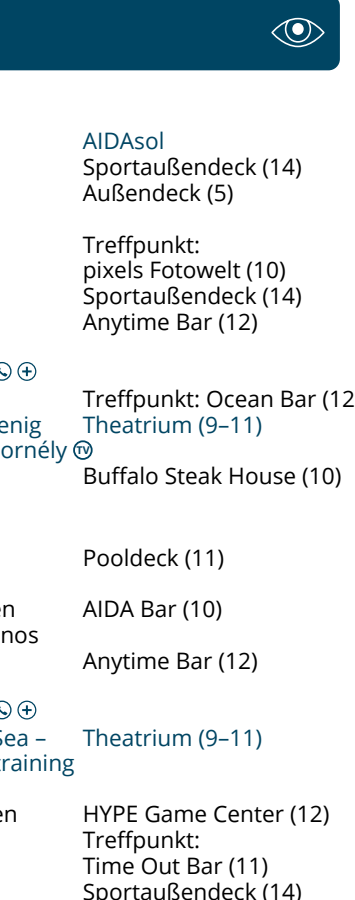 AIDAsol
Sportaußendeck (14)
Außendeck (5)
Treffpunkt:
pixels Fotowelt (10)
Sportaußendeck (14)
Anytime Bar (12)
Treffpunkt: Ocean Bar (12
enig Theatrium (9–11)
ornély TV
Buffalo Steak House (10)
Pooldeck (11)
en AIDA Bar (10)
nos
Anytime Bar (12)
Sea – Theatrium (9–11)
training
en HYPE Game Center (12)
Treffpunkt:
Time Out Bar (11)
Sportaußendeck (14)